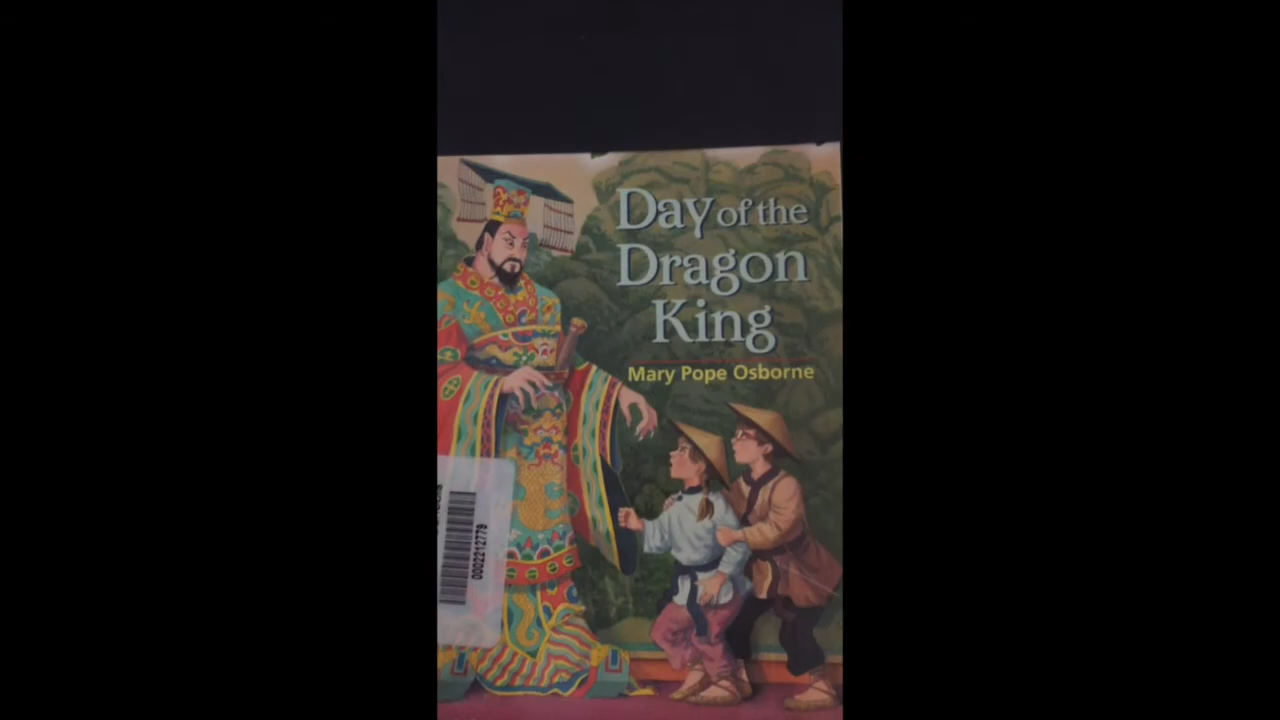 Day of the
Dragon
King
Mary Pope Osborne
0002212779